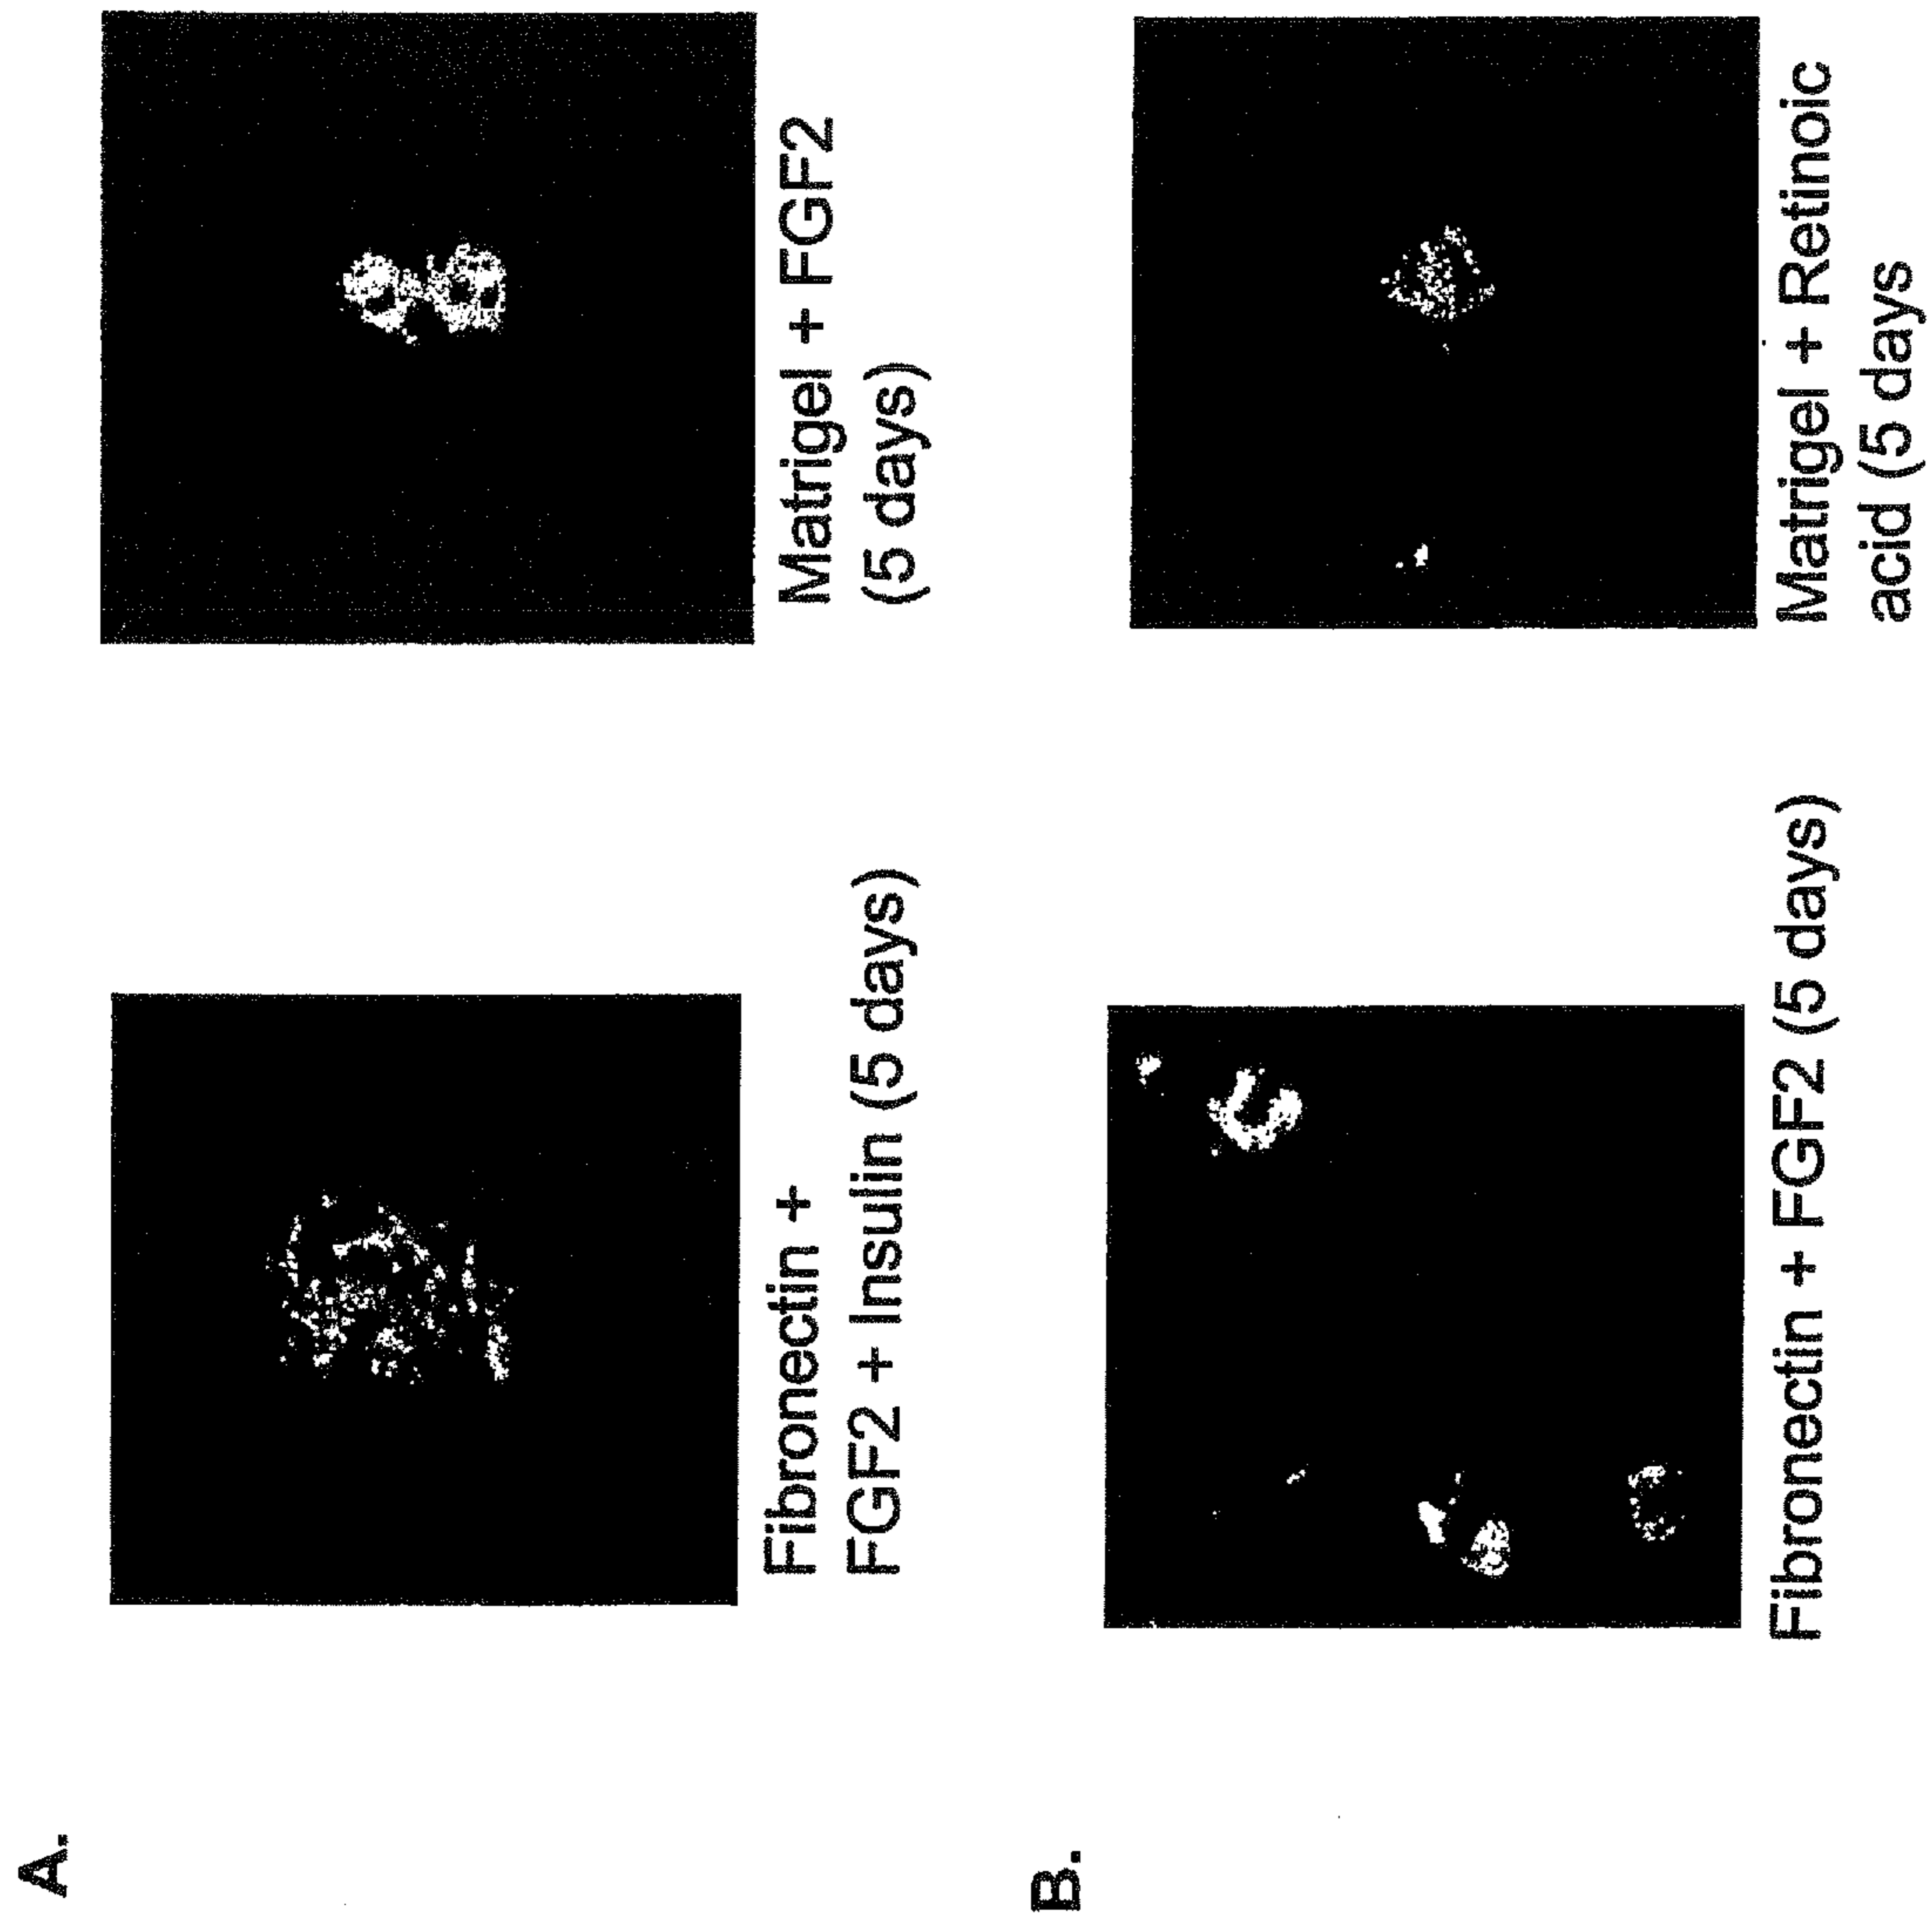 A.
Fibronectin +
FGF2 + Insulin (5 days)
Matrigel + FGF2
(5 days)
B.
Fibronectin + FGF2 (5 days)
Matrigel + Retinoic
acid (5 days